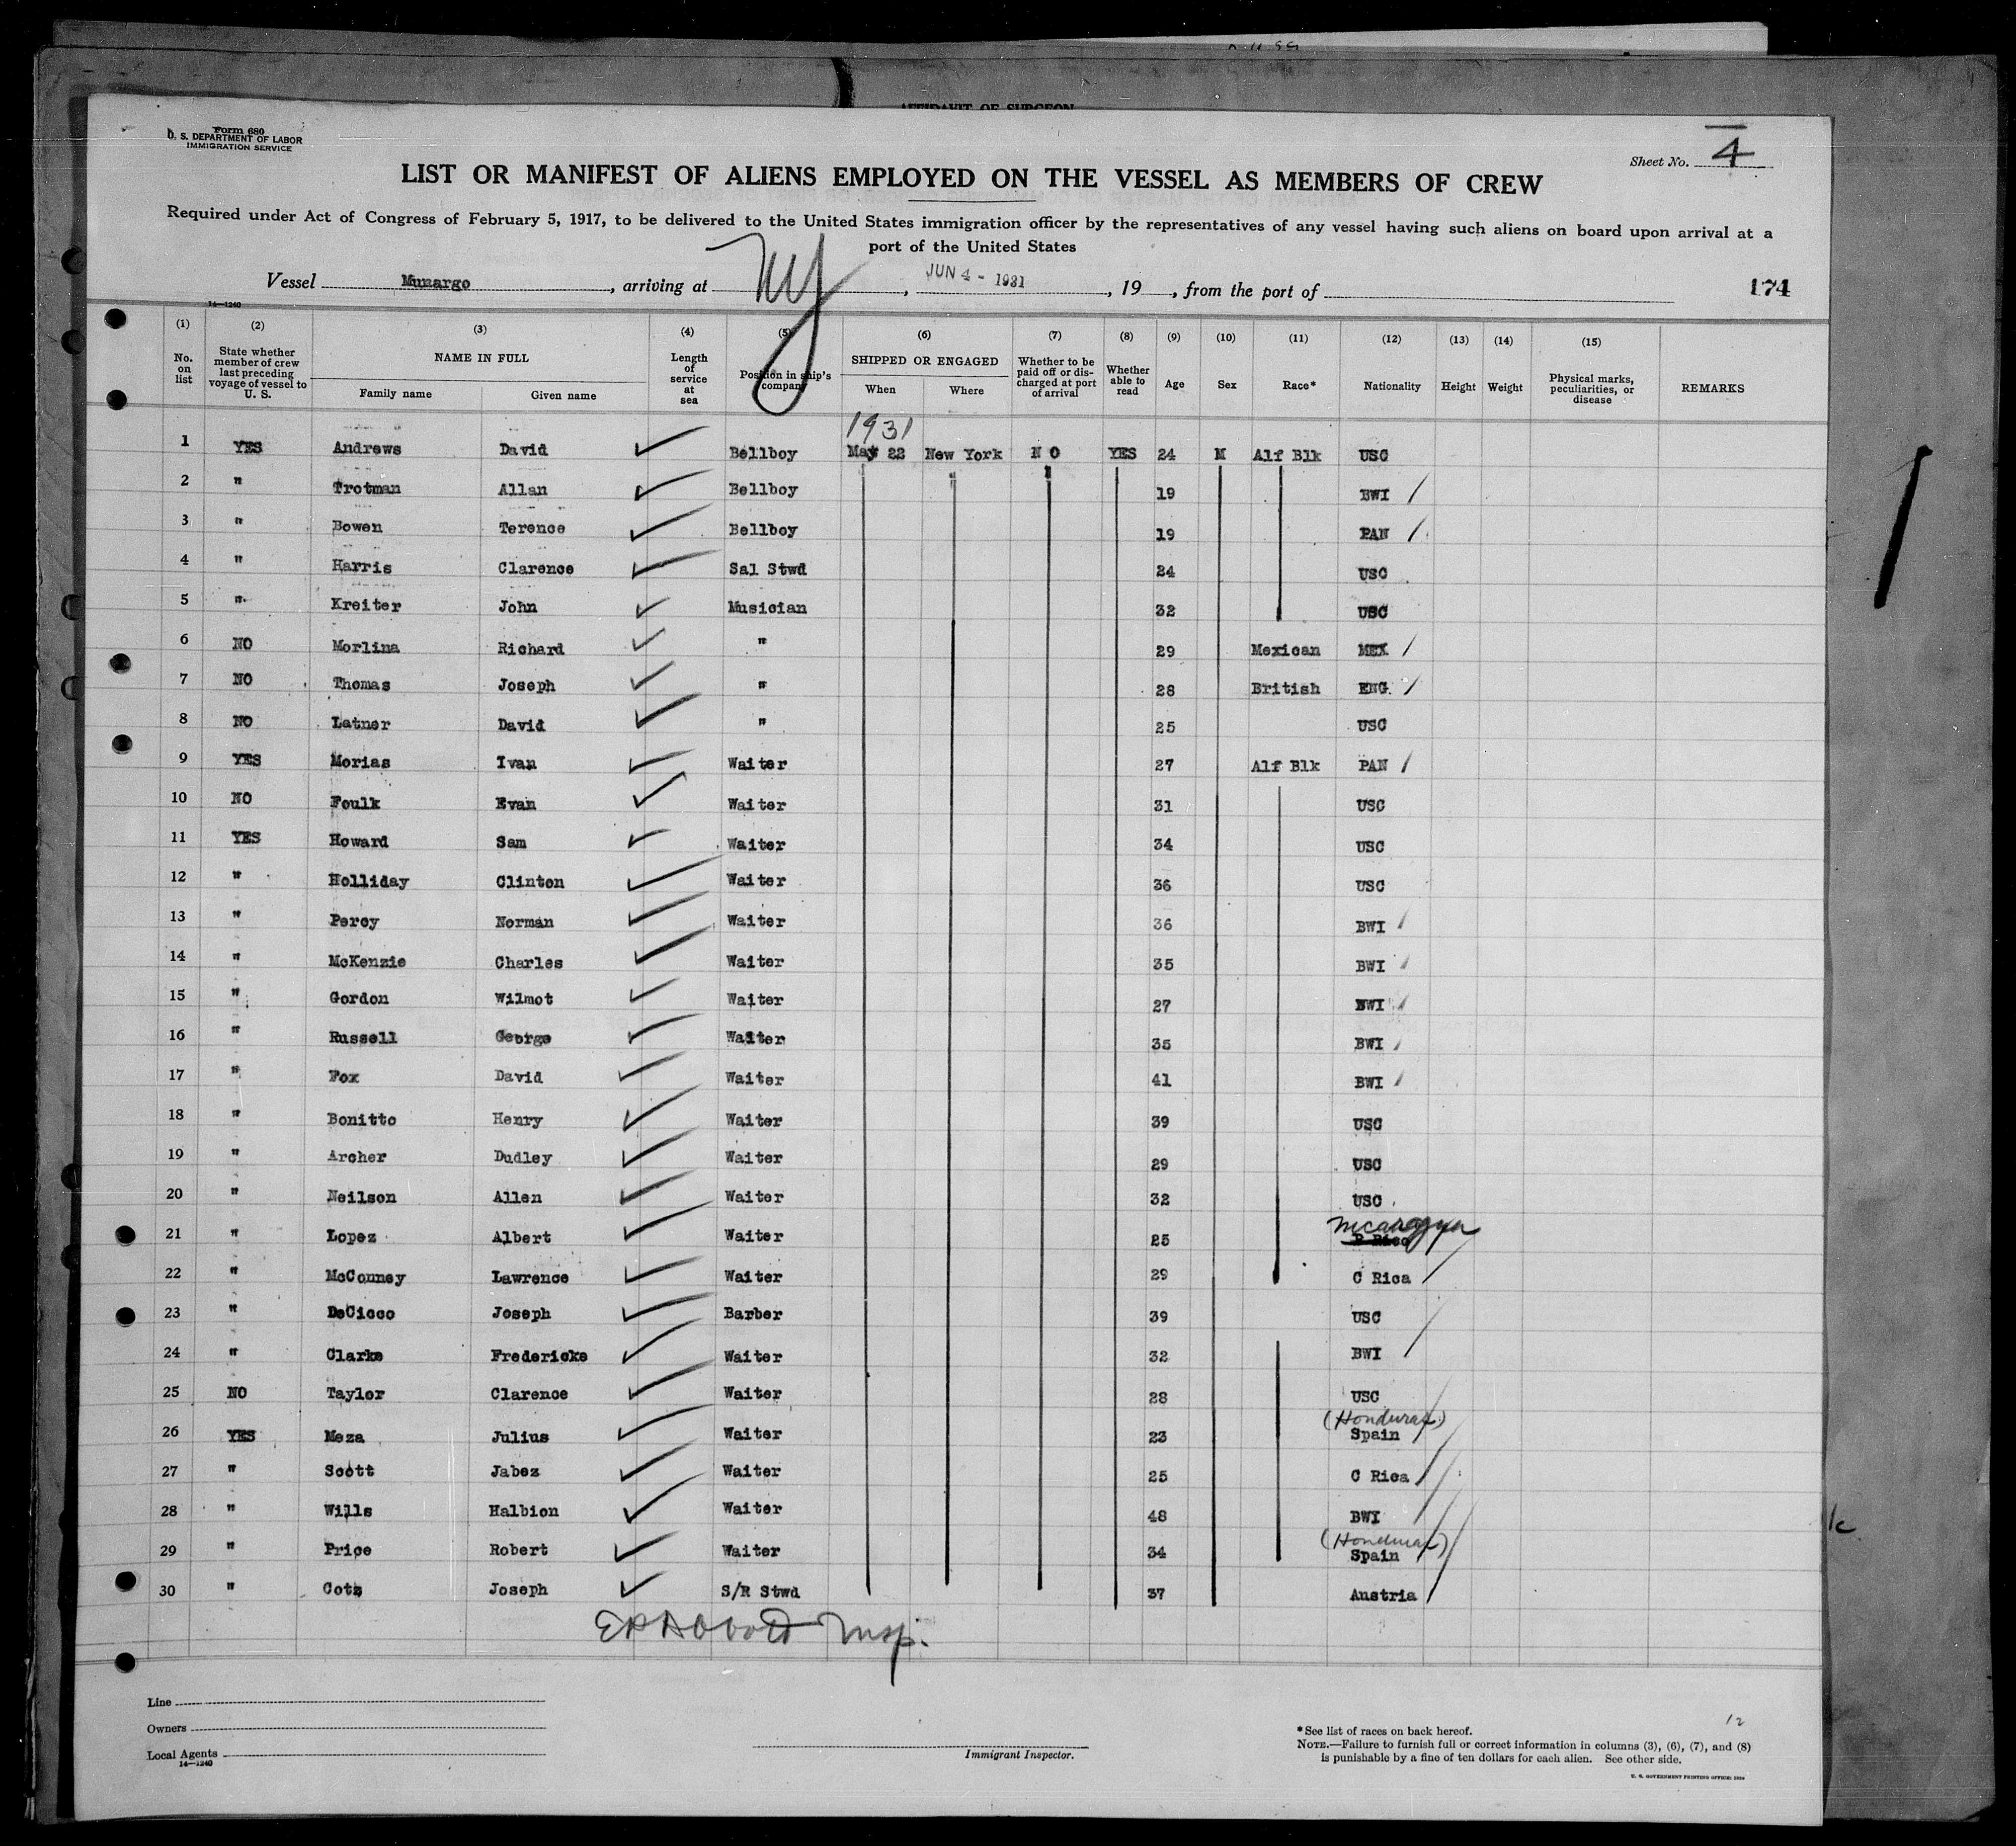 AFFIDAVIT OF SURGEON
Form 680
U. S. DEPARTMENT OF LABOR
IMMIGRATION SERVICE
Sheet No. 4
LIST OR MANIFEST OF ALIENS EMPLOYED ON THE VESSEL AS MEMBERS OF CREW
Required under Act of Congress of February 5, 1917, to be delivered to the United States immigration officer by the representatives of any vessel having such aliens on board upon arrival at a
port of the United States
Vessel Munargo, arriving at NY, JUN 4 - 1931, 19 , from the port of 174
14—1240
(1) (2) (3) (4) (5) (6) (7) (8) (9) (10) (11) (12) (13) (14) (15)
No. on list State whether member of crew last preceding voyage of vessel to U. S. NAME IN FULL Family name Given name Length of service at sea Position in ship's company SHIPPED OR ENGAGED When Where Whether to be paid off or discharged at port of arrival Whether able to read Age Sex Race* Nationality Height Weight Physical marks, peculiarities, or disease REMARKS
1931
1 YES Andrews David Bellboy May 22 New York NO YES 24 M Alf Blk USC
2 " Trotman Allan Bellboy " " " 19 BWI
3 " Bowen Terence Bellboy 19 PAN
4 " Harris Clarence Sal Stwd 24 USC
5 " Kreiter John Musician 32 USC
6 NO Morlina Richard " 29 Mexican MEX
7 NO Thomas Joseph " 28 British ENG.
8 NO Latner David " 25 USC
9 YES Morias Ivan Waiter 27 Alf Blk PAN
10 NO Foulk Evan Waiter 31 USC
11 YES Howard Sam Waiter 34 USC
12 " Holliday Clinton Waiter 36 USC
13 " Percy Norman Waiter 36 BWI
14 " McKenzie Charles Waiter 35 BWI
15 " Gordon Wilmot Waiter 27 BWI
16 " Russell George Waiter 35 BWI
17 " Fox David Waiter 41 BWI
18 " Bonitto Henry Waiter 39 USC
19 " Archer Dudley Waiter 29 USC
20 " Neilson Allen Waiter 32 USC
21 " Lopez Albert Waiter 25 P Rico Nicaragua
22 " McConney Lawrence Waiter 29 C Rica
23 " DeCicco Joseph Barber 39 USC
24 " Clarke Fredericke Waiter 32 BWI
25 NO Taylor Clarence Waiter 28 USC
26 YES Meza Julius Waiter 23 (Honduras) Spain
27 " Scott Jabez Waiter 25 C Rica
28 " Wills Halbion Waiter 48 BWI
29 " Price Robert Waiter 34 (Honduras) Spain
30 " Cotz Joseph S/R Stwd 37 Austria
Insp.
Line
Owners
Local Agents
14—1240
Immigrant Inspector.
12
*See list of races on back hereof.
NOTE.—Failure to furnish full or correct information in columns (3), (6), (7), and (8)
is punishable by a fine of ten dollars for each alien. See other side.